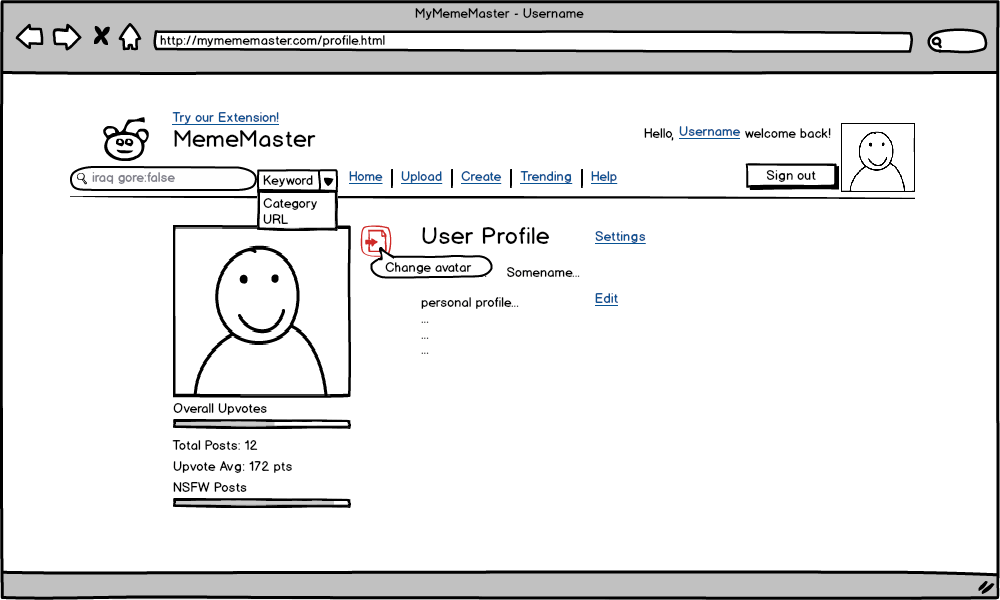 MyMemeMaster - Username
http://mymememaster.com/profile.html
Try our Extension!
MemeMaster
Hello, Username welcome back!
iraq gore:false
Keyword
Home
Upload
Create
Trending
Help
Sign out
Category
URL
User Profile
Settings
Change avatar
Somename...
personal profile...
Edit
...
...
...
Overall Upvotes
Total Posts: 12
Upvote Avg: 172 pts
NSFW Posts